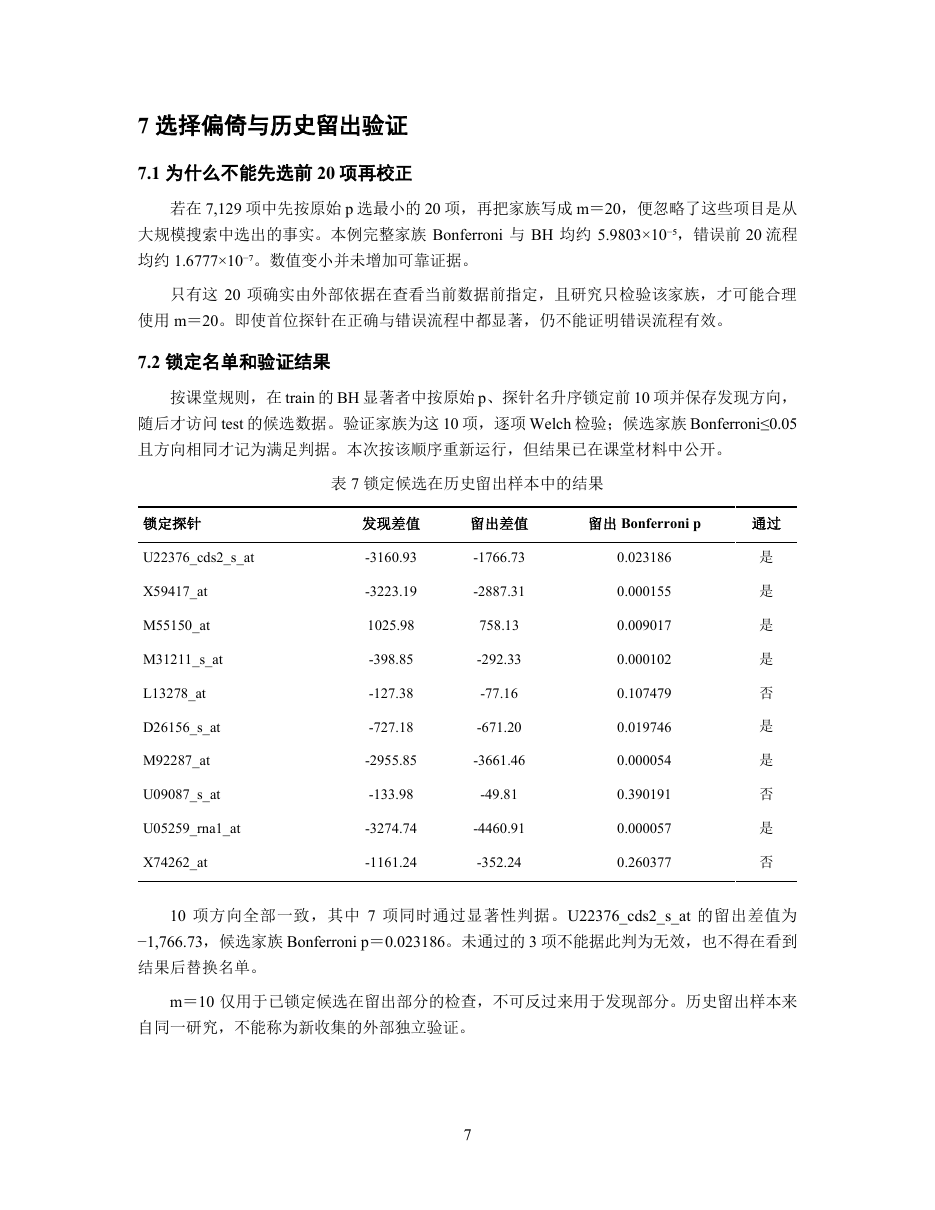 7 选择偏倚与历史留出验证
7.1 为什么不能先选前 20 项再校正
若在 7,129 项中先按原始 p 选最小的 20 项，再把家族写成 m＝20，便忽略了这些项目是从
大规模搜索中选出的事实。本例完整家族 Bonferroni 与 BH 均约 5.9803×10⁻⁵，错误前 20 流程
均约 1.6777×10⁻⁷。数值变小并未增加可靠证据。
只有这 20 项确实由外部依据在查看当前数据前指定，且研究只检验该家族，才可能合理
使用 m＝20。即使首位探针在正确与错误流程中都显著，仍不能证明错误流程有效。
7.2 锁定名单和验证结果
按课堂规则，在 train 的 BH 显著者中按原始 p、探针名升序锁定前 10 项并保存发现方向，
随后才访问 test 的候选数据。验证家族为这 10 项，逐项 Welch 检验；候选家族 Bonferroni≤0.05
且方向相同才记为满足判据。本次按该顺序重新运行，但结果已在课堂材料中公开。
表 7 锁定候选在历史留出样本中的结果
锁定探针 发现差值 留出差值 留出 Bonferroni p 通过
U22376_cds2_s_at -3160.93 -1766.73 0.023186 是
X59417_at -3223.19 -2887.31 0.000155 是
M55150_at 1025.98 758.13 0.009017 是
M31211_s_at -398.85 -292.33 0.000102 是
L13278_at -127.38 -77.16 0.107479 否
D26156_s_at -727.18 -671.20 0.019746 是
M92287_at -2955.85 -3661.46 0.000054 是
U09087_s_at -133.98 -49.81 0.390191 否
U05259_rna1_at -3274.74 -4460.91 0.000057 是
X74262_at -1161.24 -352.24 0.260377 否
10 项方向全部一致，其中 7 项同时通过显著性判据。U22376_cds2_s_at 的留出差值为
−1,766.73，候选家族 Bonferroni p＝0.023186。未通过的 3 项不能据此判为无效，也不得在看到
结果后替换名单。
m＝10 仅用于已锁定候选在留出部分的检查，不可反过来用于发现部分。历史留出样本来
自同一研究，不能称为新收集的外部独立验证。
7